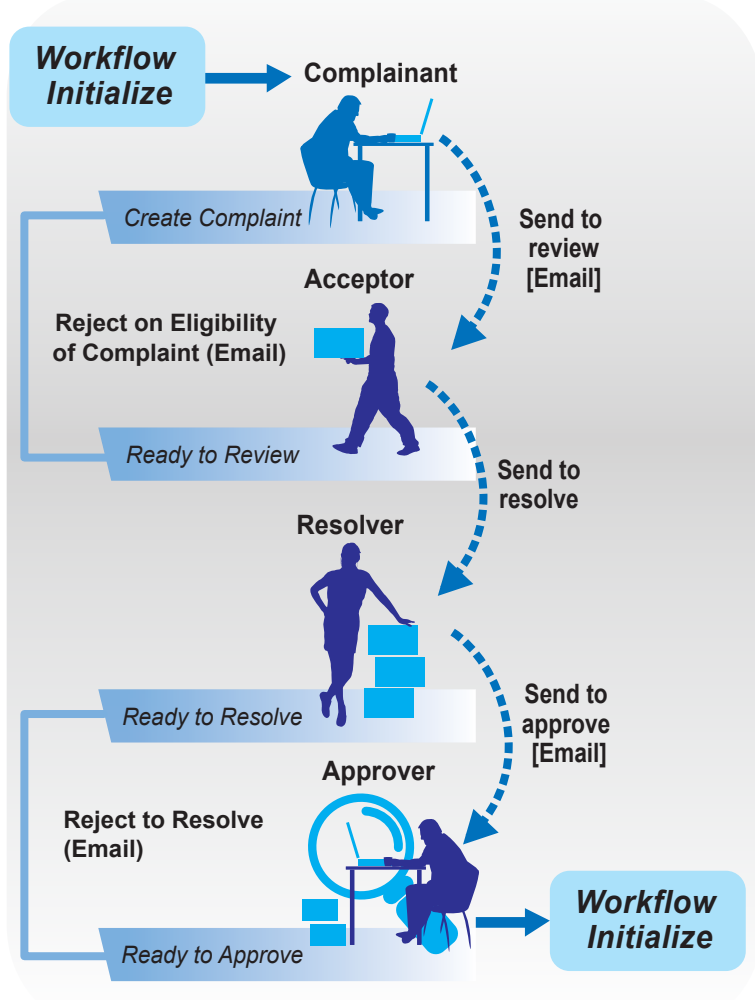 Workflow
Initialize
Complainant
Create Complaint
Send to
review
[Email]
Acceptor
Reject on Eligibility
of Complaint (Email)
Ready to Review
Send to
resolve
Resolver
Ready to Resolve
Send to
approve
[Email]
Approver
Reject to Resolve
(Email)
Ready to Approve
Workflow
Initialize